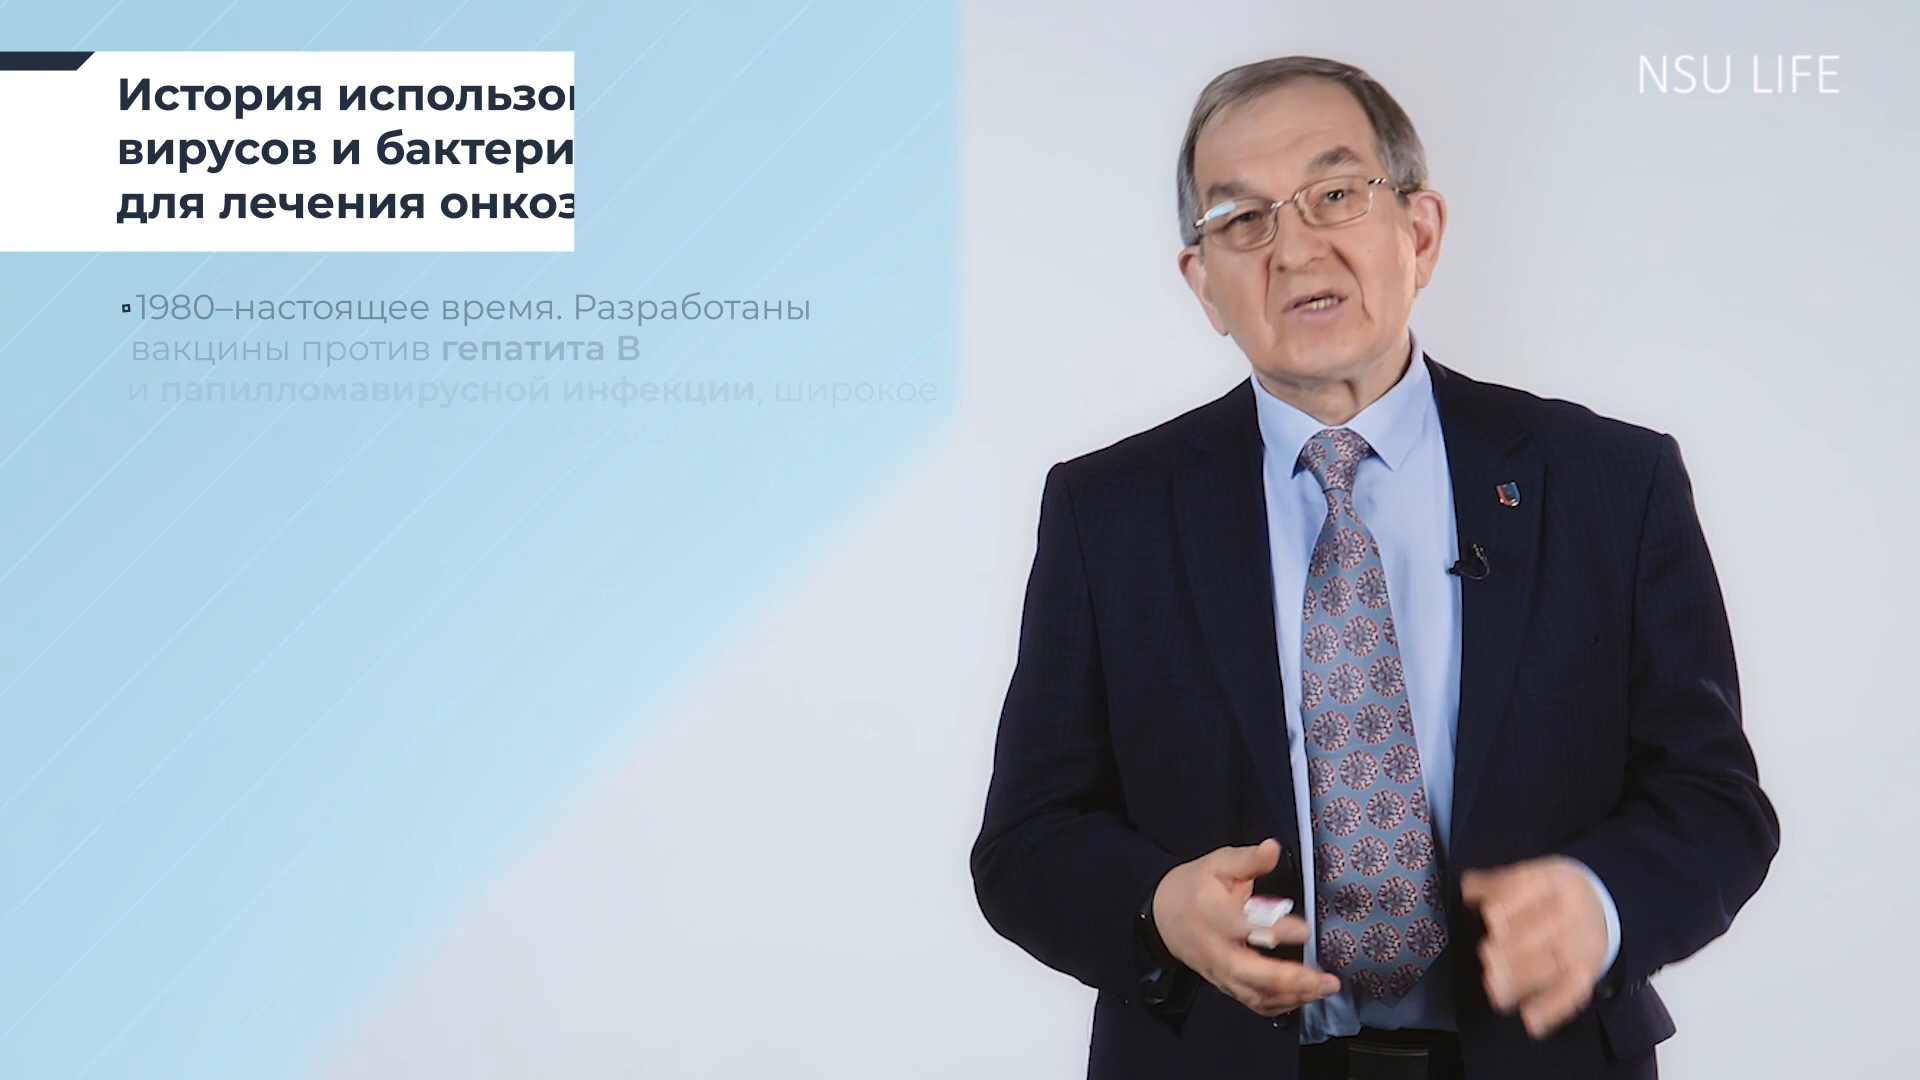 NSU LIFE
История использо
вирусов и бактери
для лечения онко
1980–настоящее время. Разработаны
вакцины против гепатита В
и папилломавирусной инфекции, широкое